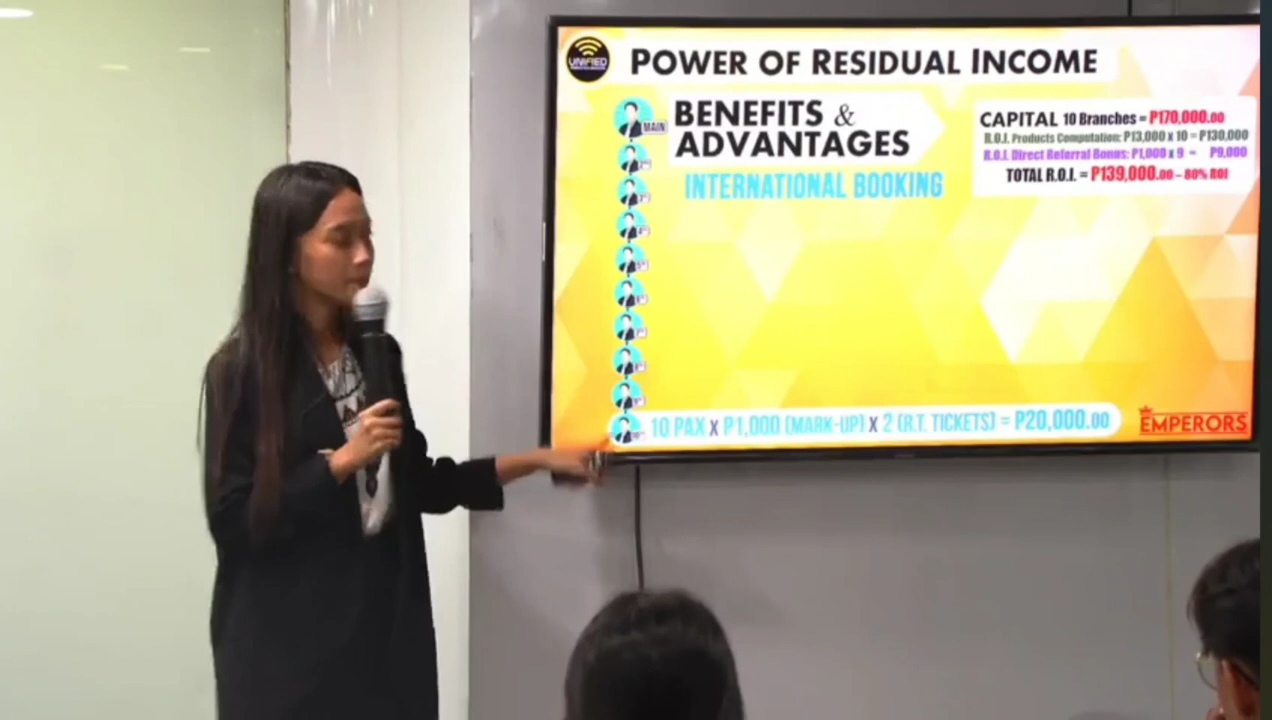 UNIFIED
POWER OF RESIDUAL INCOME
MAIN
BENEFITS &
ADVANTAGES
INTERNATIONAL BOOKING
CAPITAL 10 Branches = P170,000.00
R.O.I. Products Computation: P13,000 x 10 = P130,000
R.O.I. Direct Referral Bonus: P1,000 x 9 = P9,000
TOTAL R.O.I. = P139,000.00 – 80% ROI
10 PAX X P1,000 (MARK-UP) X 2 (R.T. TICKETS) = P20,000.00
EMPERORS